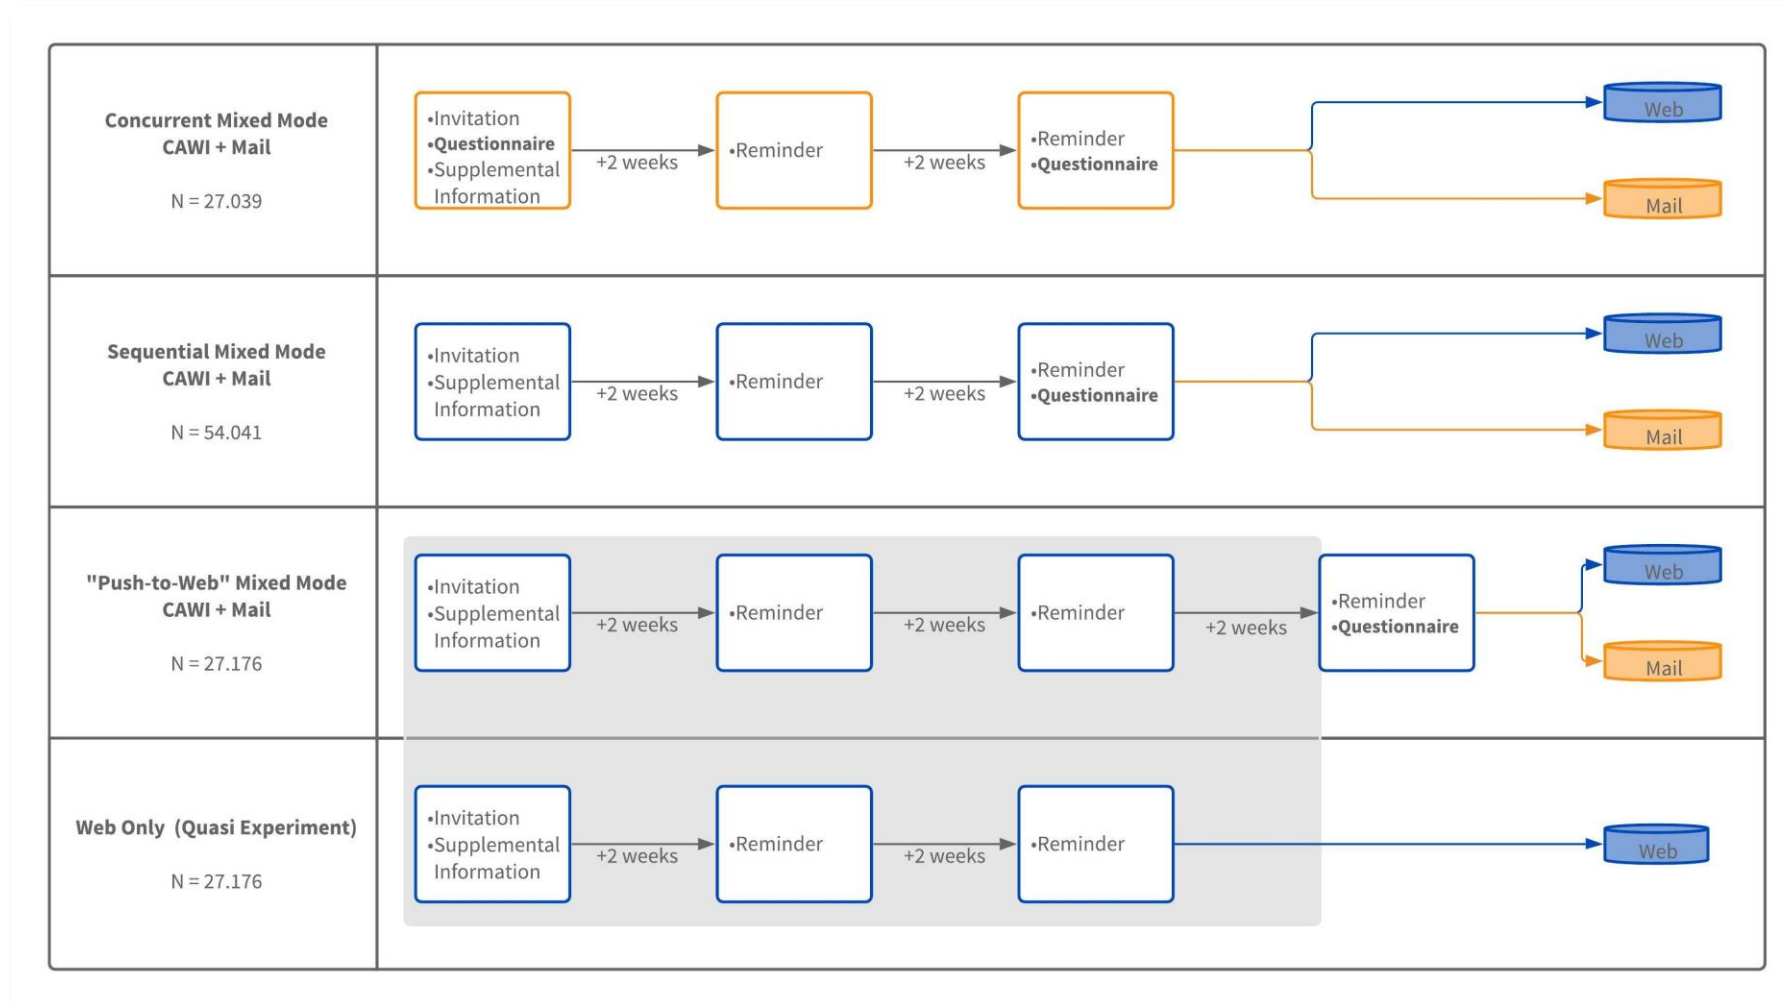 Concurrent Mixed Mode
CAWI + Mail
N = 27.039
•Invitation
•Questionnaire
•Supplemental
Information
+2 weeks
•Reminder
+2 weeks
•Reminder
•Questionnaire
Web
Mail
Sequential Mixed Mode
CAWI + Mail
N = 54.041
•Invitation
•Supplemental
Information
+2 weeks
•Reminder
+2 weeks
•Reminder
•Questionnaire
Web
Mail
"Push-to-Web" Mixed Mode
CAWI + Mail
N = 27.176
•Invitation
•Supplemental
Information
+2 weeks
•Reminder
+2 weeks
•Reminder
+2 weeks
•Reminder
•Questionnaire
Web
Mail
Web Only (Quasi Experiment)
N = 27.176
•Invitation
•Supplemental
Information
+2 weeks
•Reminder
+2 weeks
•Reminder
Web